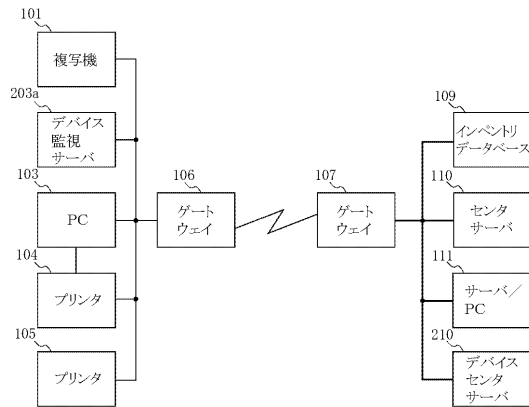 101
複写機
203a
デバイス
監視
サーバ
103
PC
104
プリンタ
105
プリンタ
106
ゲート
ウェイ
107
ゲート
ウェイ
109
インベントリ
データベース
110
センタ
サーバ
111
サーバ／
PC
210
デバイス
センタ
サーバ